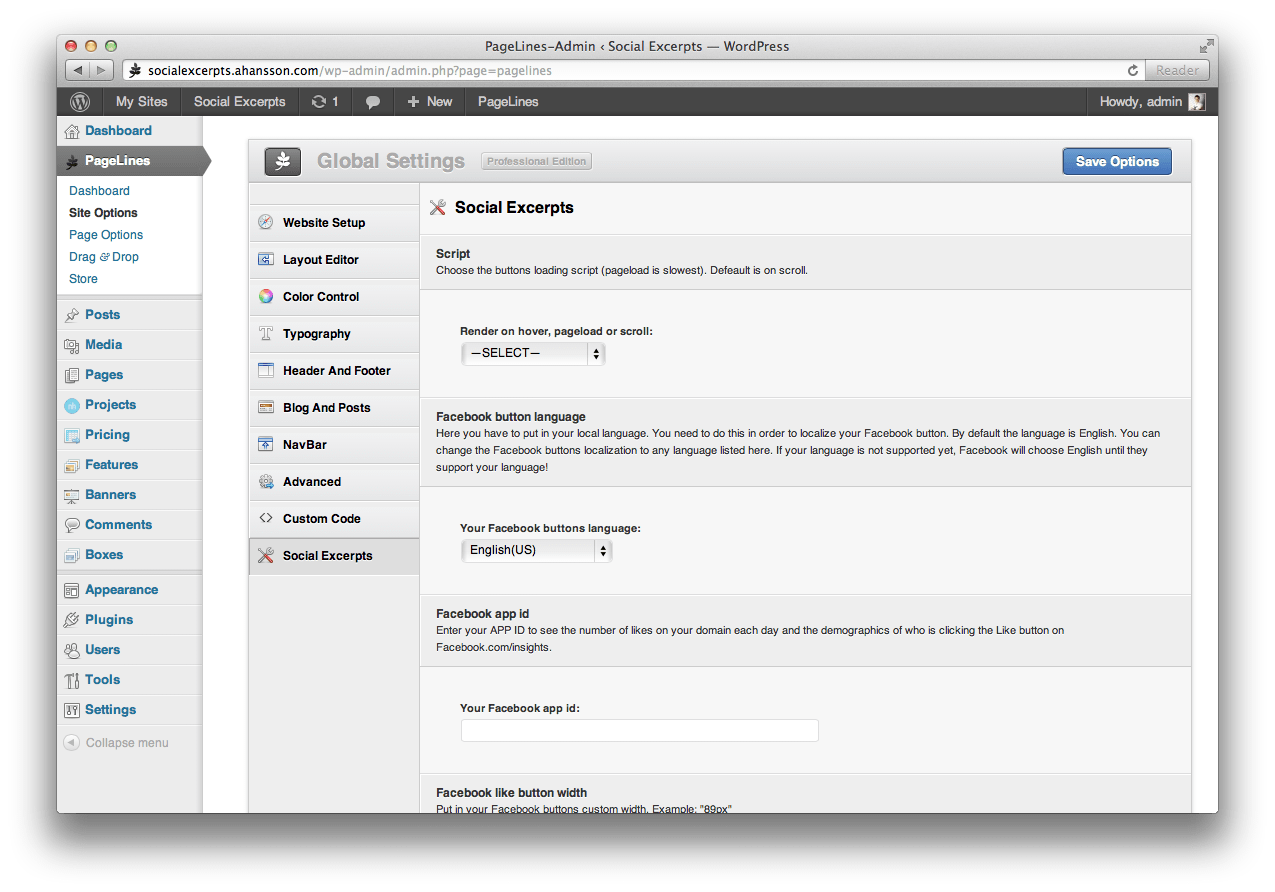 PageLines-Admin ‹ Social Excerpts — WordPress
socialexcerpts.ahansson.com/wp-admin/admin.php?page=pagelines
Reader
My Sites
Social Excerpts
1
New
PageLines
Howdy, admin
Dashboard
PageLines
Dashboard
Site Options
Page Options
Drag & Drop
Store
Posts
Media
Pages
Projects
Pricing
Features
Banners
Comments
Boxes
Appearance
Plugins
Users
Tools
Settings
Collapse menu
Global Settings
Professional Edition
Save Options
Website Setup
Layout Editor
Color Control
Typography
Header And Footer
Blog And Posts
NavBar
Advanced
Custom Code
Social Excerpts
Social Excerpts
Script
Choose the buttons loading script (pageload is slowest). Defeault is on scroll.
Render on hover, pageload or scroll:
—SELECT—
Facebook button language
Here you have to put in your local language. You need to do this in order to localize your Facebook button. By default the language is English. You can
change the Facebook buttons localization to any language listed here. If your language is not supported yet, Facebook will choose English until they
support your language!
Your Facebook buttons language:
English(US)
Facebook app id
Enter your APP ID to see the number of likes on your domain each day and the demographics of who is clicking the Like button on
Facebook.com/insights.
Your Facebook app id:
Facebook like button width
Put in your Facebook buttons custom width. Example: "89px"